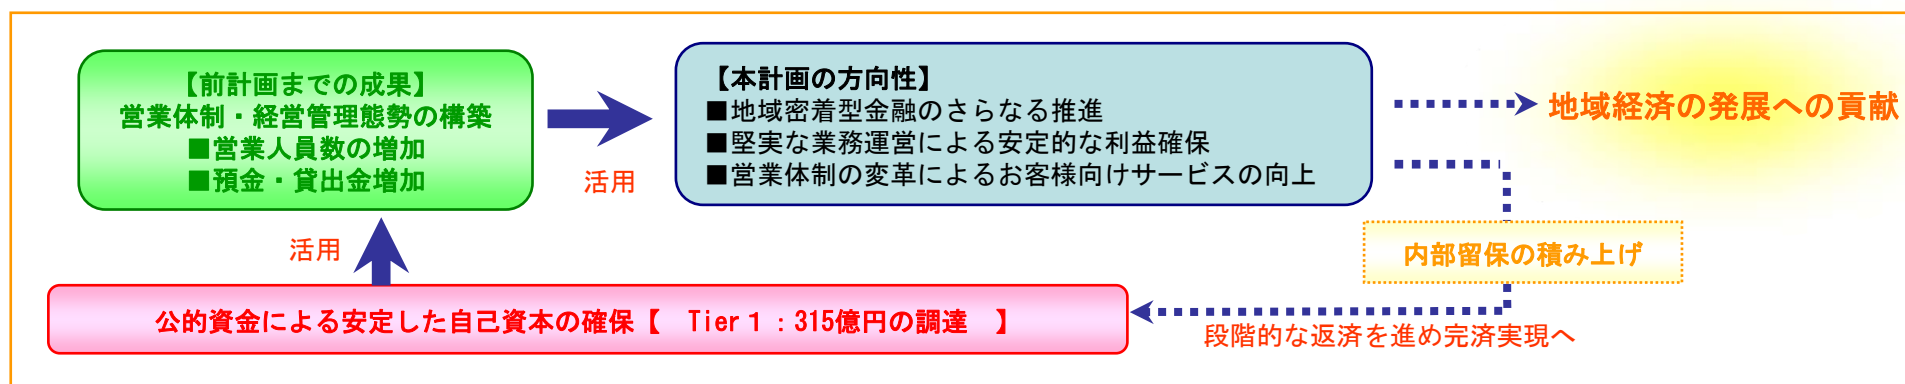 【前計画までの成果】
営業体制・経営管理態勢の構築
■営業人員数の増加
■預金・貸出金増加
活用
【本計画の方向性】
■地域密着型金融のさらなる推進
■堅実な業務運営による安定的な利益確保
■営業体制の変革によるお客様向けサービスの向上
地域経済の発展への貢献
内部留保の積み上げ
活用
公的資金による安定した自己資本の確保【　Tier１：315億円の調達　】
段階的な返済を進め完済実現へ